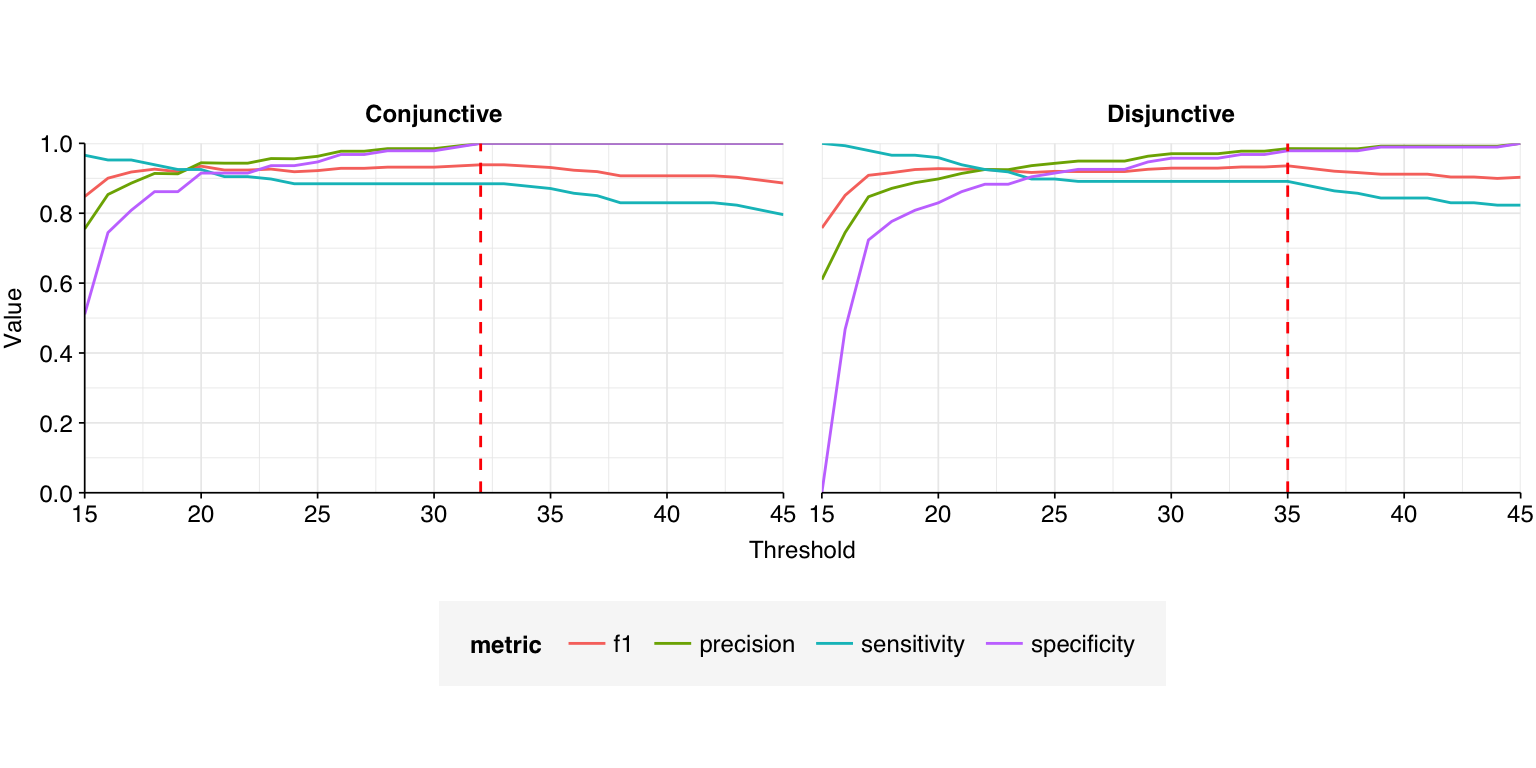 Conjunctive Disjunctive
Value
1.0
0.8
0.6
0.4
0.2
0.0
15 20 25 30 35 40 45 15 20 25 30 35 40 45
Threshold
metric f1 precision sensitivity specificity